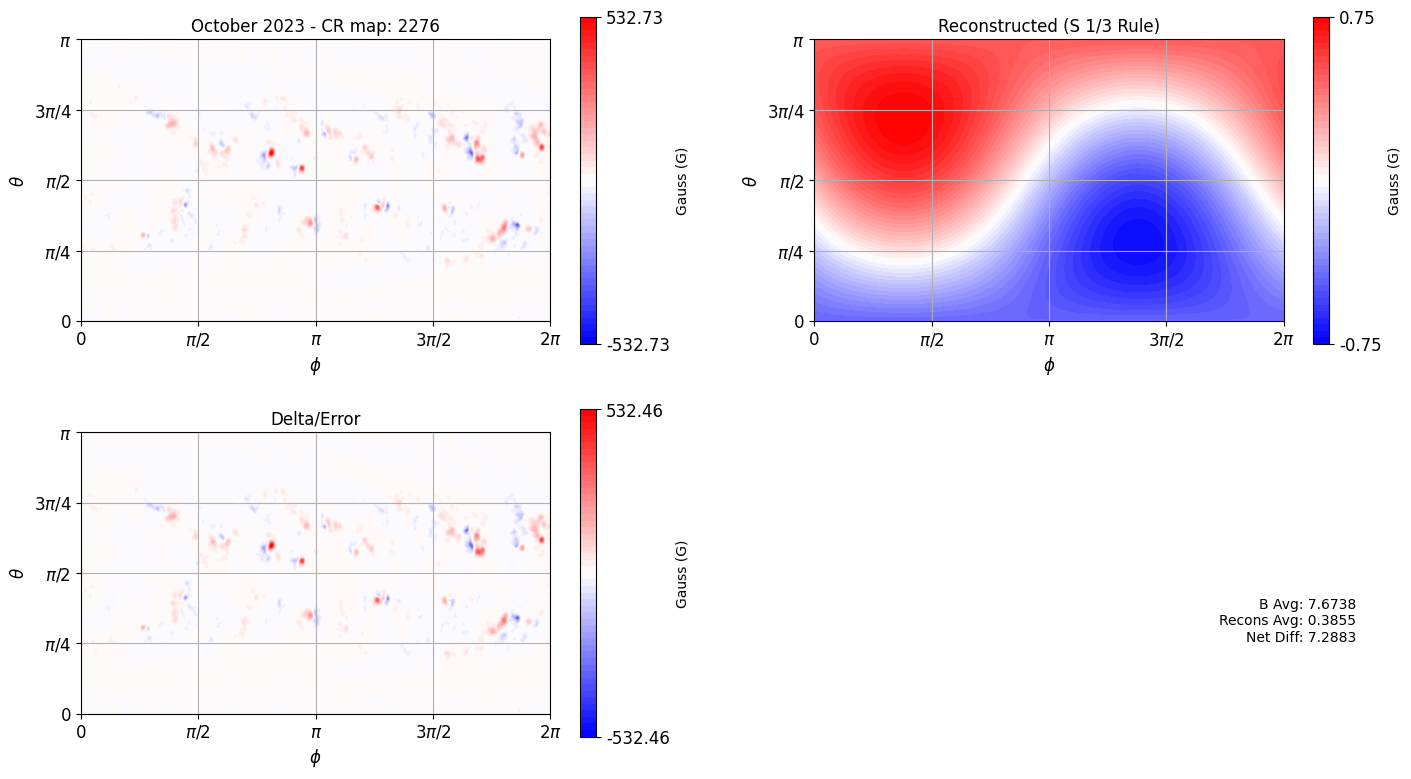 October 2023 - CR map: 2276
π
3π/4
π/2
π/4
0
θ
0
π/2
π
3π/2
2π
ϕ
532.73
-532.73
Gauss (G)
Reconstructed (S 1/3 Rule)
π
3π/4
π/2
π/4
0
θ
0
π/2
π
3π/2
2π
ϕ
0.75
-0.75
Gauss (G)
Delta/Error
π
3π/4
π/2
π/4
0
θ
0
π/2
π
3π/2
2π
ϕ
532.46
-532.46
Gauss (G)
B Avg: 7.6738
Recons Avg: 0.3855
Net Diff: 7.2883